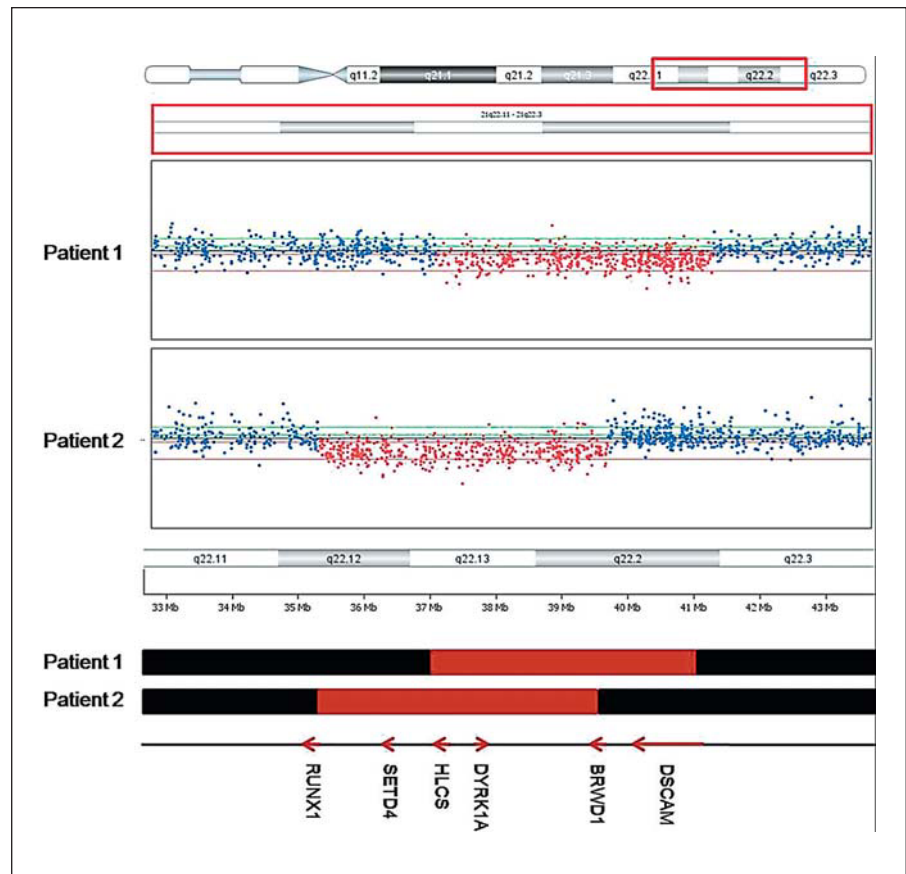 q11.2 q21.1 q21.2 q21.3 q22. 1 q22.2 q22.3
21q22.11 - 21q22.3
Patient 1
Patient 2
q22.11 q22.12 q22.13 q22.2 q22.3
33 Mb 34 Mb 35 Mb 36 Mb 37 Mb 38 Mb 39 Mb 40 Mb 41 Mb 42 Mb 43 Mb
Patient 1
Patient 2
RUNX1 SETD4 HLCS DYRK1A BRWD1 DSCAM